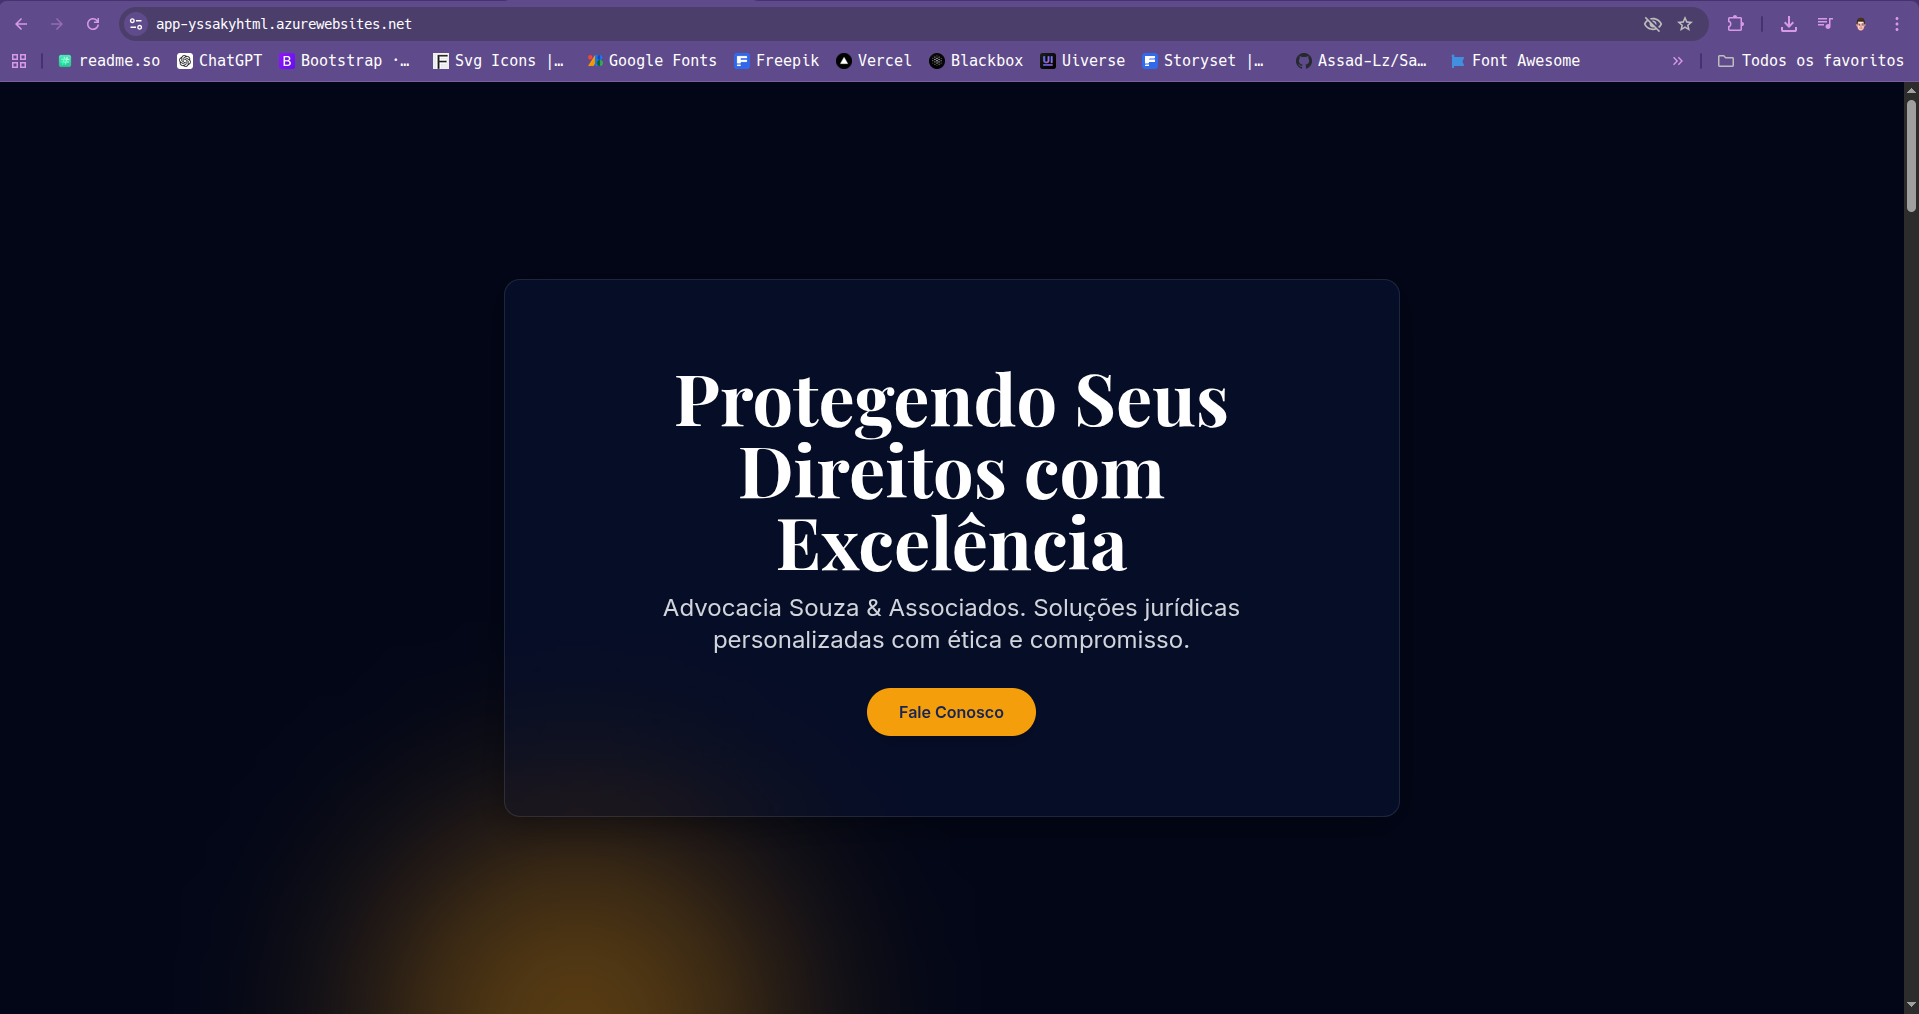 app-yssakyhtml.azurewebsites.net
readme.so ChatGPT Bootstrap ·… Svg Icons |… Google Fonts Freepik Vercel Blackbox Uiverse Storyset |… Assad-Lz/Sa… Font Awesome » Todos os favoritos
Protegendo Seus
Direitos com
Excelência
Advocacia Souza & Associados. Soluções jurídicas
personalizadas com ética e compromisso.
Fale Conosco